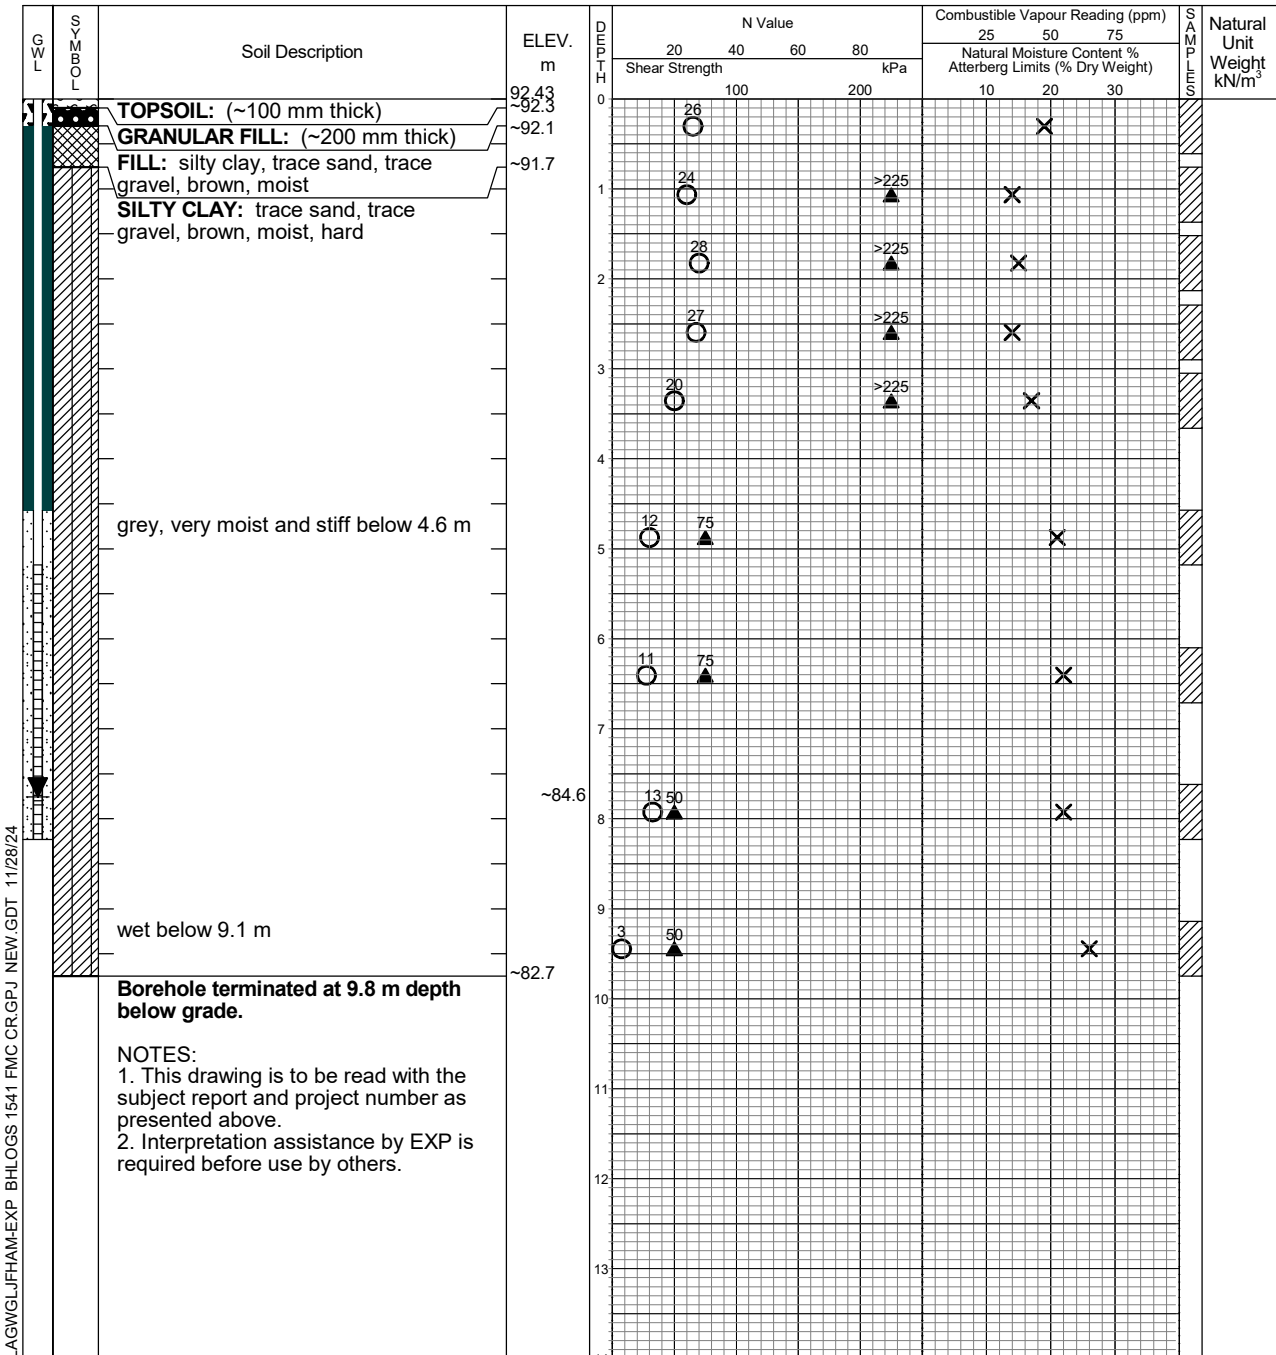 GWL
SYMBOL
Soil Description
ELEV.
m
DEPTH
N Value
20 40 60 80
Shear Strength kPa
100 200
Combustible Vapour Reading (ppm)
25 50 75
Natural Moisture Content %
Atterberg Limits (% Dry Weight)
10 20 30
SAMPLES
Natural
Unit
Weight
kN/m³
92.43
TOPSOIL: (~100 mm thick)
~92.3
GRANULAR FILL: (~200 mm thick)
~92.1
FILL: silty clay, trace sand, trace
gravel, brown, moist
~91.7
SILTY CLAY: trace sand, trace
gravel, brown, moist, hard
grey, very moist and stiff below 4.6 m
~84.6
wet below 9.1 m
~82.7
Borehole terminated at 9.8 m depth
below grade.
NOTES:
1. This drawing is to be read with the
subject report and project number as
presented above.
2. Interpretation assistance by EXP is
required before use by others.
0
26
1
24 >225
28 >225
2
27 >225
3
20 >225
4
12 75
5
6
11 75
7
13 50
8
9
3 50
10
11
12
13
AGWGLJFHAM-EXP BHLOGS 1541 FMC CR.GPJ NEW.GDT 11/28/24